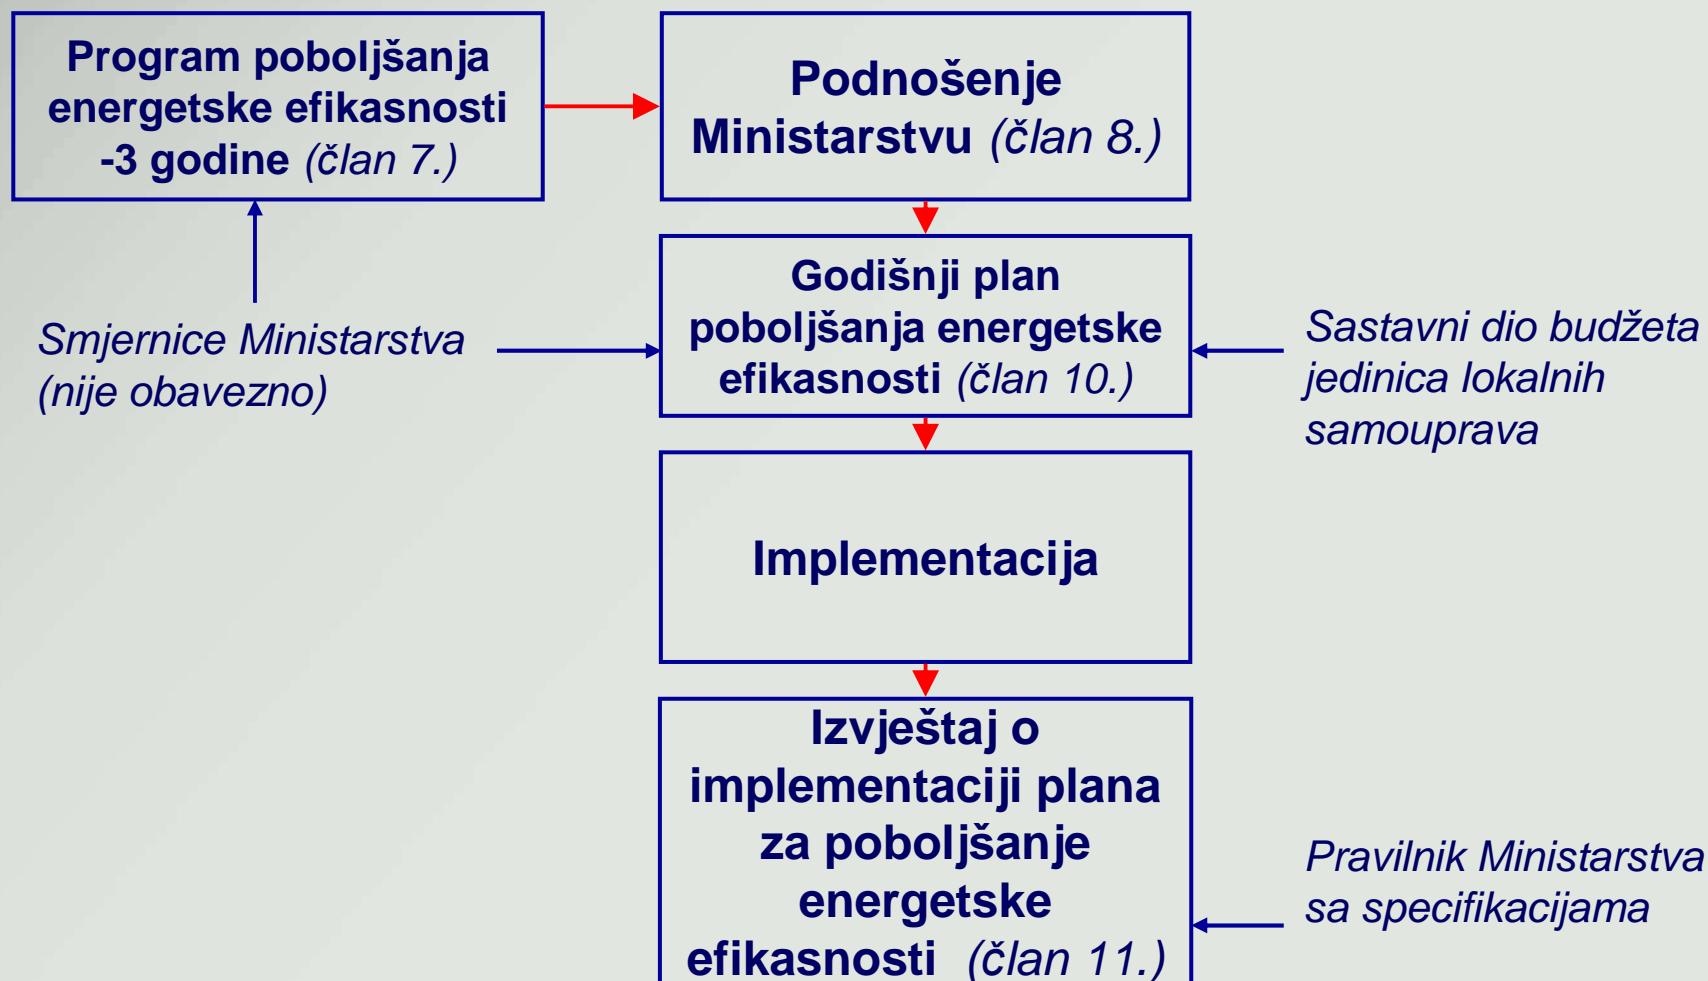 Program poboljšanja
energetske efikasnosti
-3 godine (član 7.)
Podnošenje
Ministarstvu (član 8.)
Smjernice Ministarstva
(nije obavezno)
Godišnji plan
poboljšanja energetske
efikasnosti (član 10.)
Sastavni dio budžeta
jedinica lokalnih
samouprava
Implementacija
Izvještaj o
implementaciji plana
za poboljšanje
energetske
efikasnosti (član 11.)
Pravilnik Ministarstva
sa specifikacijama